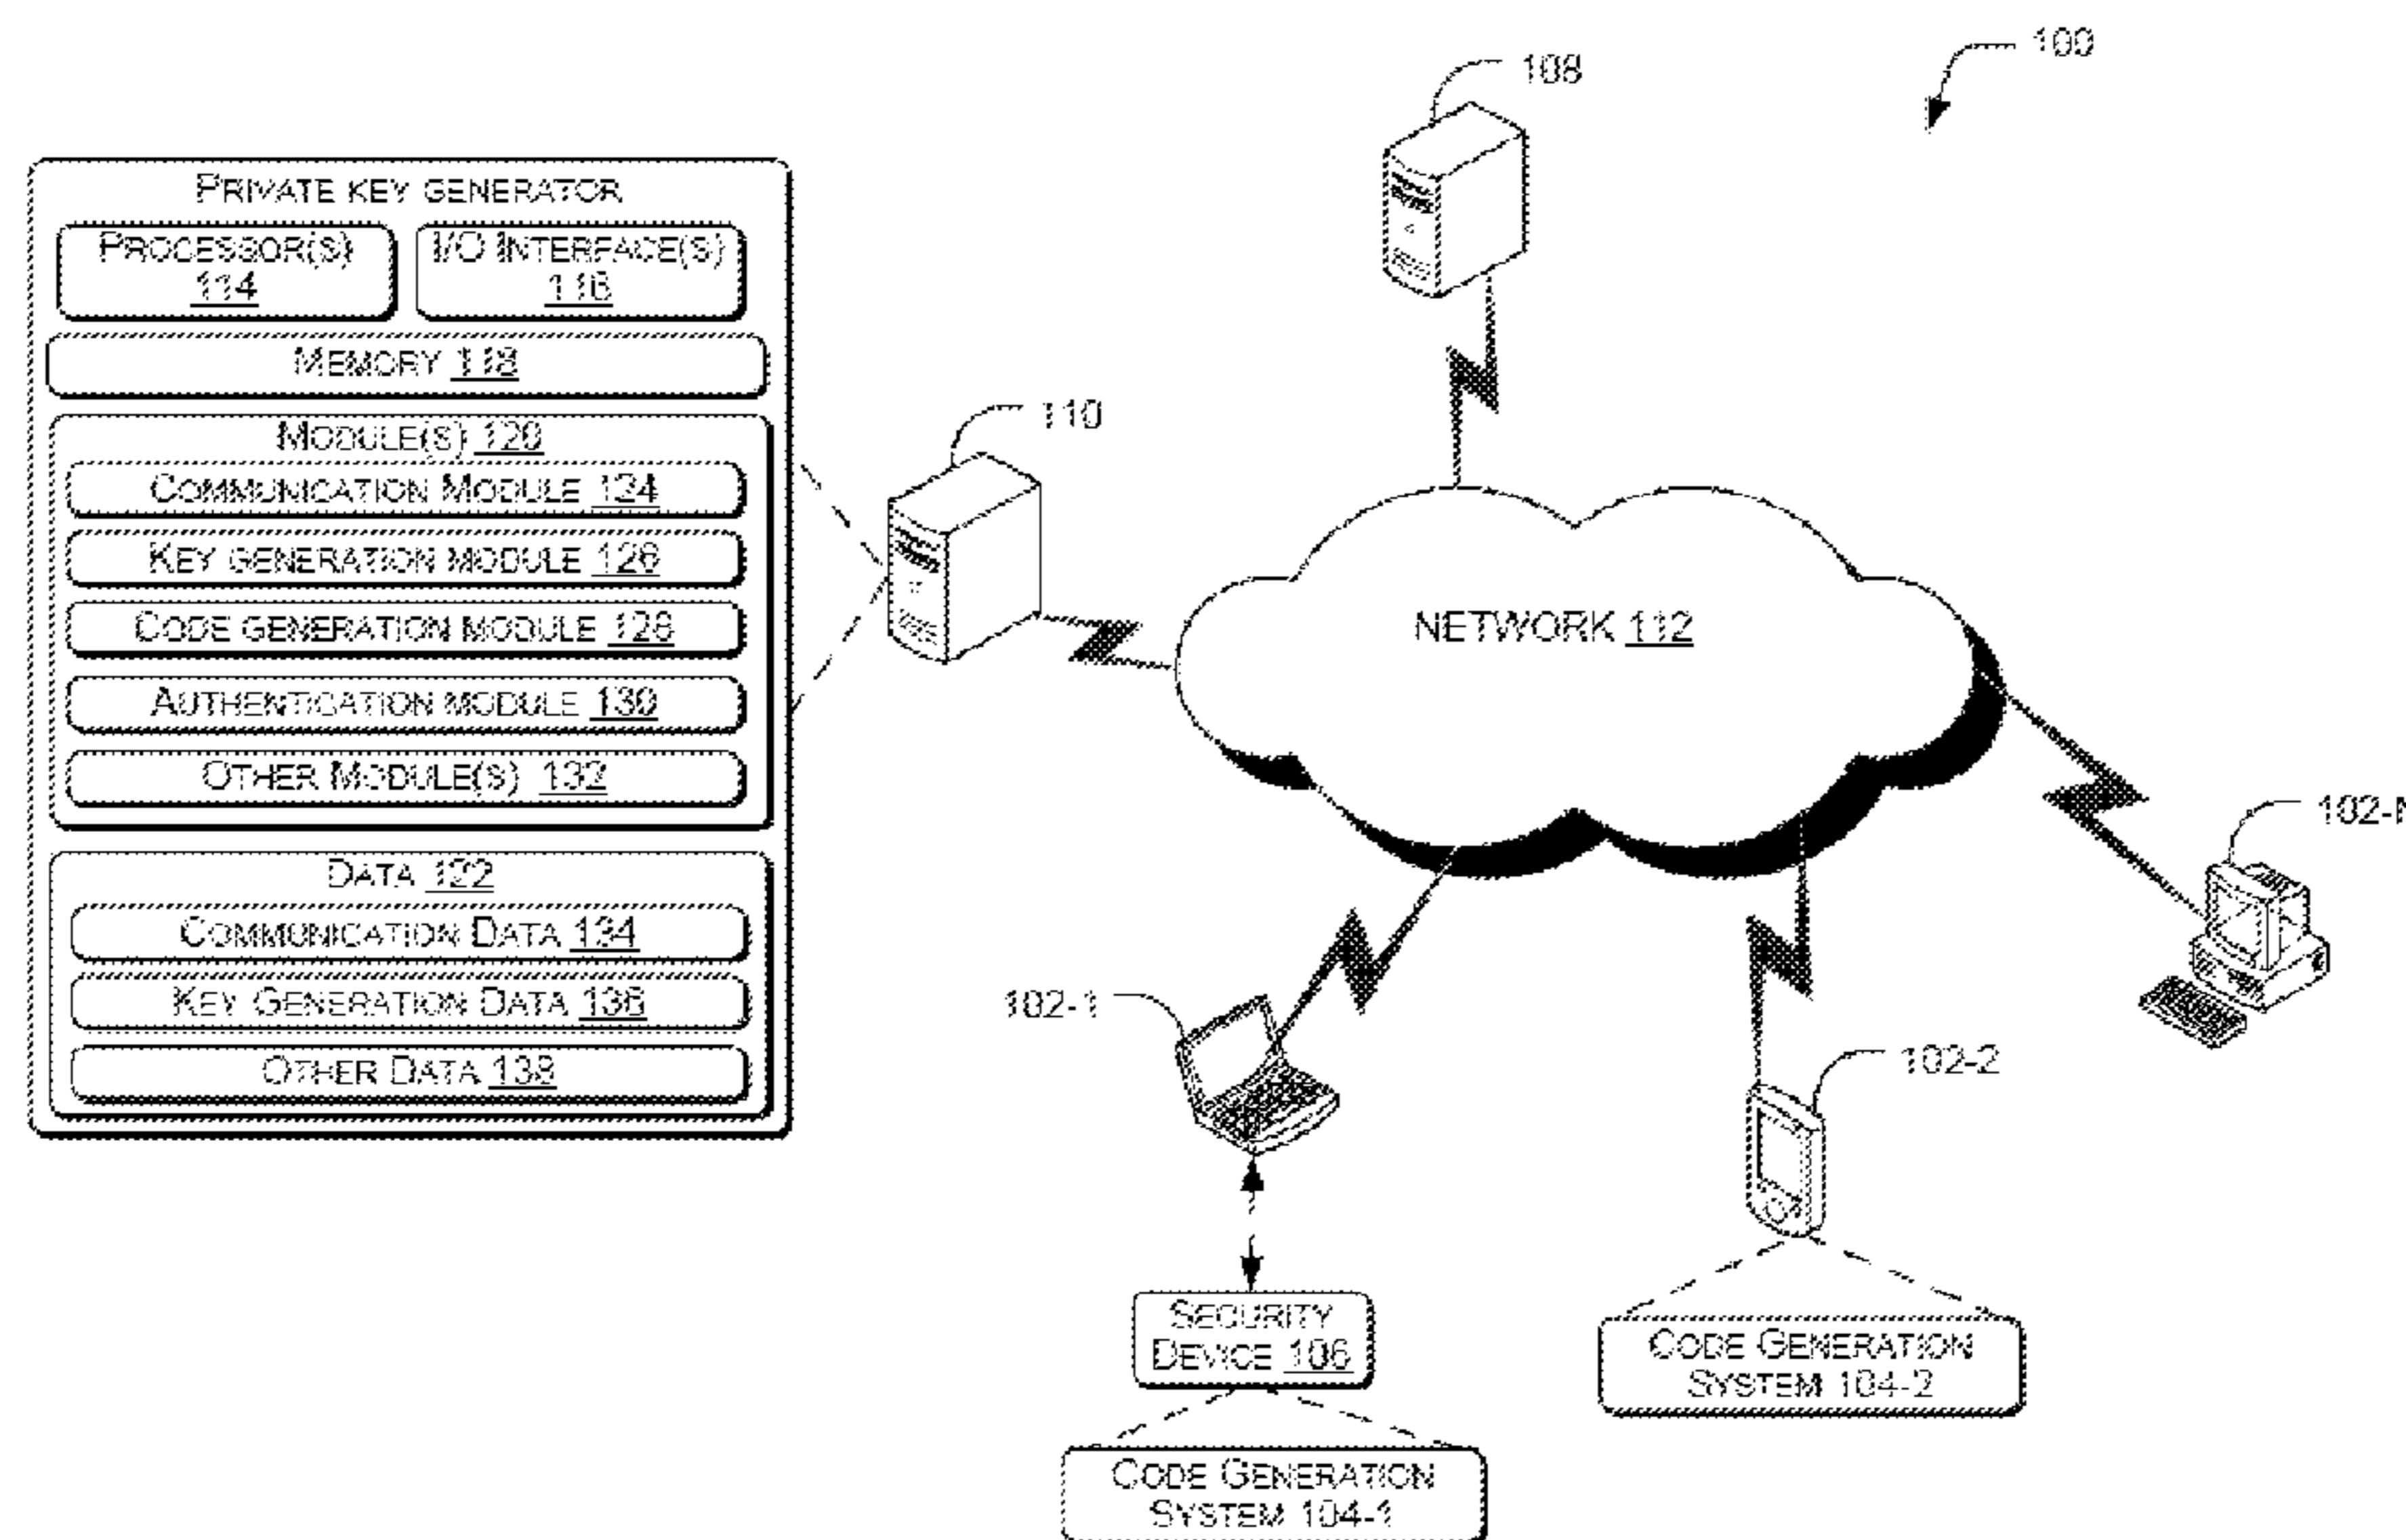 100
108
PRIVATE KEY GENERATOR
PROCESSOR(S)
114
I/O INTERFACE(S)
116
MEMORY 118
MODULE(S) 120
COMMUNICATION MODULE 124
KEY GENERATION MODULE 126
CODE GENERATION MODULE 128
AUTHENTICATION MODULE 130
OTHER MODULE(S) 132
DATA 122
COMMUNICATION DATA 134
KEY GENERATION DATA 136
OTHER DATA 138
110
NETWORK 112
102-N
102-1
102-2
SECURITY
DEVICE 106
CODE GENERATION
SYSTEM 104-2
CODE GENERATION
SYSTEM 104-1